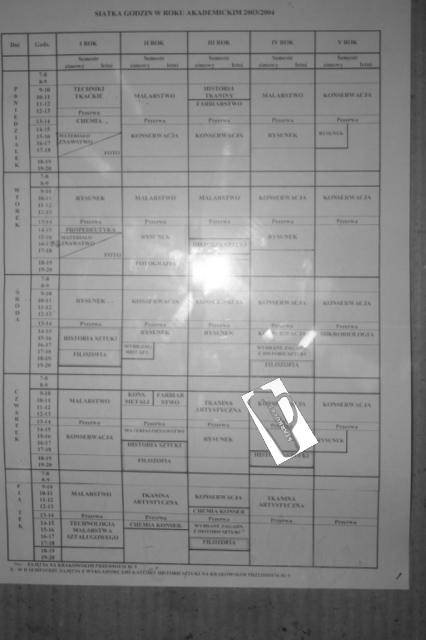 SIATKA GODZIN W ROKU AKADEMICKIM 2003/2004
Dni Godz. I ROK II ROK III ROK IV ROK V ROK
Semestr Semestr Semestr Semestr Semestr
zimowy letni zimowy letni zimowy letni zimowy letni zimowy letni
PONIEDZIAŁEK
7-8
8-9
9-10 TECHNIKI HISTORIA
10-11 TKACKIE MALARSTWO TKANINY MALARSTWO KONSERWACJA
11-12 FARBIARSTWO
12-13 Przerwa
13-14 CHEMIA Przerwa Przerwa Przerwa Przerwa
14-15
15-16 MATERIAŁO KONSERWACJA KONSERWACJA RYSUNEK RYSUNEK
16-17 ZNAWSTWO
17-18 FOTO
18-19
19-20
WTOREK
7-8
8-9
9-10
10-11 RYSUNEK MALARSTWO MALARSTWO KONSERWACJA KONSERWACJA
11-12
12-13
13-14 Przerwa Przerwa Przerwa Przerwa Przerwa
14-15 PROPEDEUTYKA
15-16 MATERIAŁO RYSUNEK RYSUNEK
16-17 ZNAWSTWO
17-18 FOTO
18-19 FOTOGRAFIA
19-20
ŚRODA
7-8
8-9
9-10
10-11 RYSUNEK KONSERWACJA KONSERWACJA KONSERWACJA KONSERWACJA
11-12
12-13
13-14 Przerwa Przerwa Przerwa Przerwa Przerwa
14-15 RYSUNEK RYSUNEK KONSERWACJA MIKROBIOLOGIA
15-16 HISTORIA SZTUKI
16-17
17-18 FILOZOFIA
18-19 FILOZOFIA
19-20
CZWARTEK
7-8
8-9
9-10 KONS. FARBIAR
10-11 MALARSTWO METALI STWO TKANINA KONSERWACJA
11-12 ARTYSTYCZNA
12-13
13-14 Przerwa Przerwa Przerwa Przerwa
14-15 MATERIAŁOZNAWSTWO
15-16 KONSERWACJA RYSUNEK RYSUNEK
16-17 HISTORIA SZTUKI
17-18
18-19 FILOZOFIA
19-20
PIĄTEK
7-8
8-9
9-10
10-11 MALARSTWO TKANINA KONSERWACJA TKANINA
11-12 ARTYSTYCZNA ARTYSTYCZNA
12-13 CHEMIA KONSER
13-14 Przerwa Przerwa Przerwa Przerwa Przerwa
14-15 TECHNOLOGIA CHEMIA KONSER.
15-16 MALARSTWA
16-17 SZTALUGOWEGO
17-18 FILOZOFIA
18-19
19-20